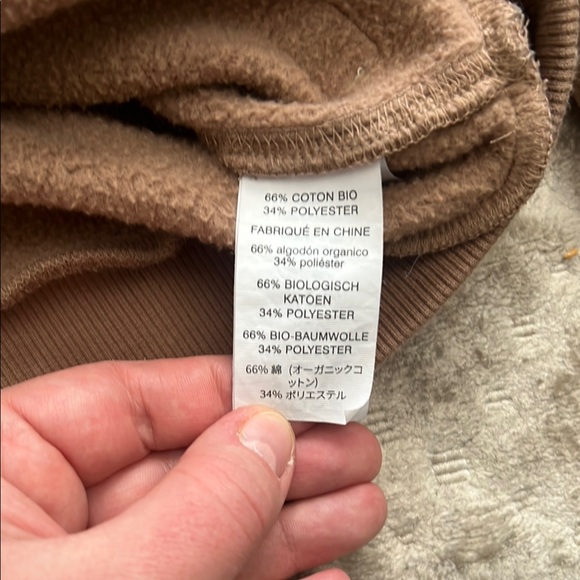 66% COTON BIO
34% POLYESTER
FABRIQUÉ EN CHINE
66% algodón organico
34% poliéster
66% BIOLOGISCH
KATOEN
34% POLYESTER
66% BIO-BAUMWOLLE
34% POLYESTER
66% 綿 (オーガニックコ
ットン)
34% ポリエステル